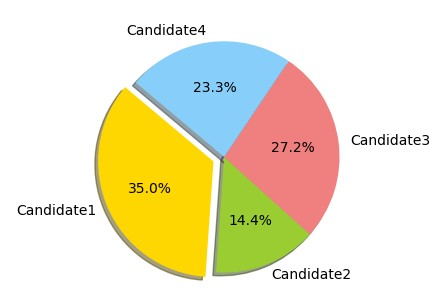 Candidate4
23.3%
Candidate3
27.2%
35.0%
Candidate1
14.4%
Candidate2